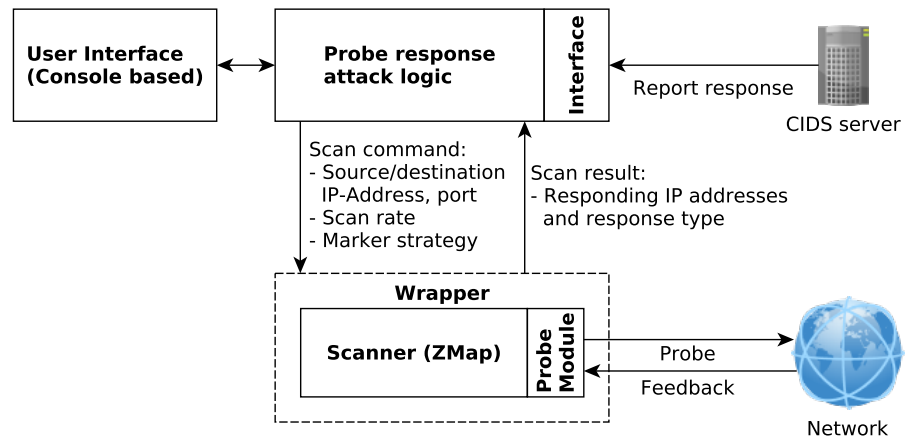 User Interface
(Console based)
Probe response
attack logic
Interface
Report response
CIDS server
Scan command:
- Source/destination
IP-Address, port
- Scan rate
- Marker strategy
Scan result:
- Responding IP addresses
and response type
Wrapper
Scanner (ZMap)
Probe
Module
Probe
Feedback
Network